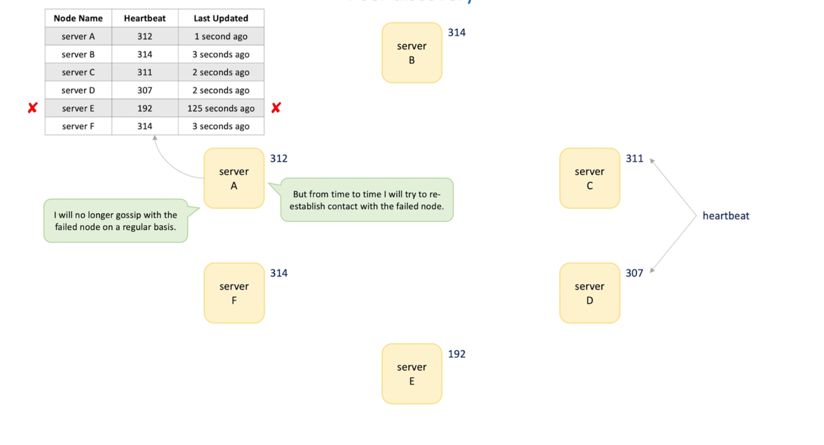 Node Name Heartbeat Last Updated
server A 312 1 second ago
server B 314 3 seconds ago
server C 311 2 seconds ago
server D 307 2 seconds ago
✘ server E 192 125 seconds ago ✘
server F 314 3 seconds ago
314
server
B
312
server
A
But from time to time I will try to re-
establish contact with the failed node.
I will no longer gossip with the
failed node on a regular basis.
311
server
C
heartbeat
314
server
F
307
server
D
192
server
E